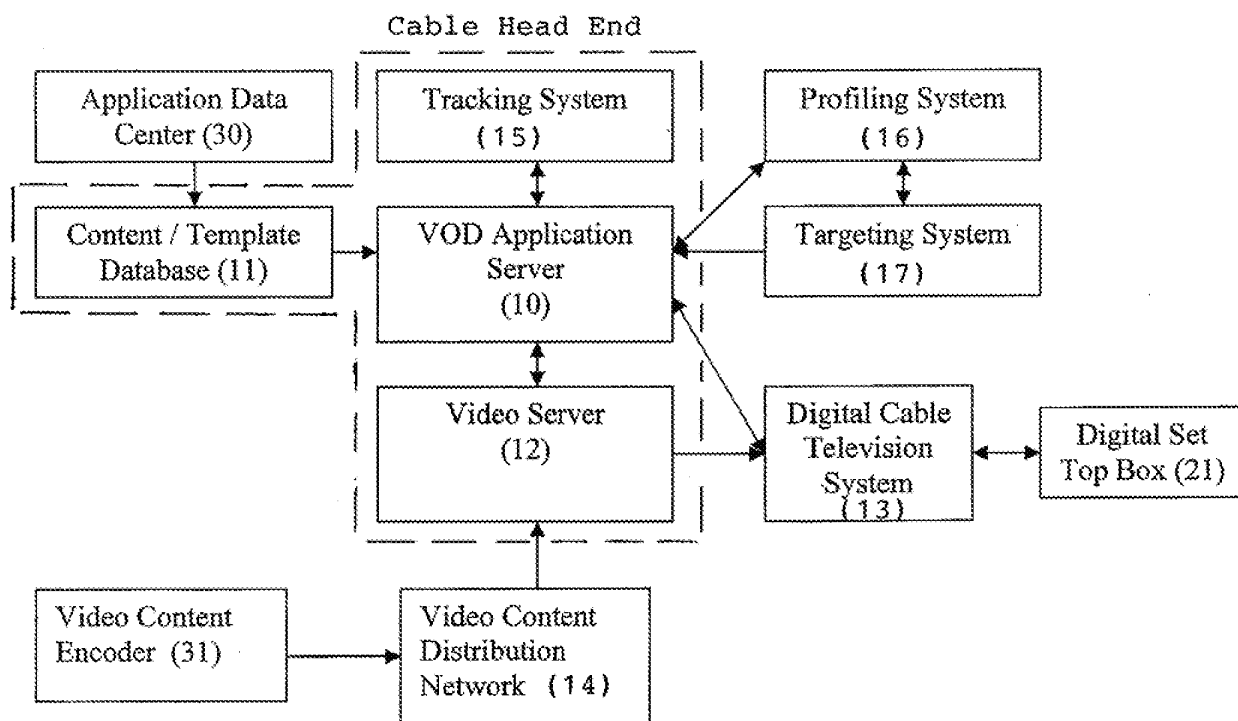 Cable Head End
Application Data
Center (30)
Tracking System
(15)
Profiling System
(16)
Content / Template
Database (11)
VOD Application
Server
(10)
Targeting System
(17)
Video Server
(12)
Digital Cable
Television
System
(13)
Digital Set
Top Box (21)
Video Content
Encoder (31)
Video Content
Distribution
Network (14)